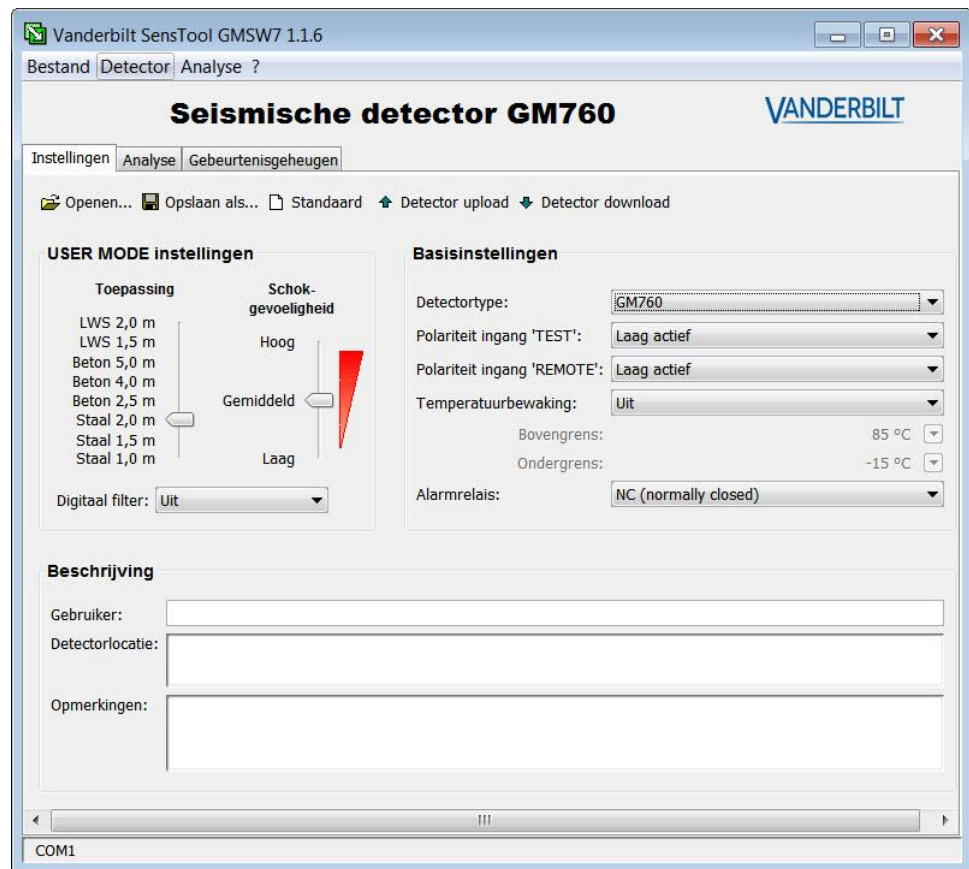 Vanderbilt SensTool GMSW7 1.1.6
Bestand Detector Analyse ?
Seismische detector GM760
VANDERBILT
Instellingen Analyse Gebeurtenisgeheugen
Openen... Opslaan als... Standaard Detector upload Detector download
USER MODE instellingen
Toepassing
LWS 2,0 m
LWS 1,5 m
Beton 5,0 m
Beton 4,0 m
Beton 2,5 m
Staal 2,0 m
Staal 1,5 m
Staal 1,0 m
Schok-
gevoeligheid
Hoog
Gemiddeld
Laag
Digitaal filter: Uit
Basisinstellingen
Detectortype: GM760
Polariteit ingang 'TEST': Laag actief
Polariteit ingang 'REMOTE': Laag actief
Temperatuurbewaking: Uit
Bovengrens: 85 ºC
Ondergrens: -15 ºC
Alarmrelais: NC (normally closed)
Beschrijving
Gebruiker:
Detectorlocatie:
Opmerkingen:
COM1